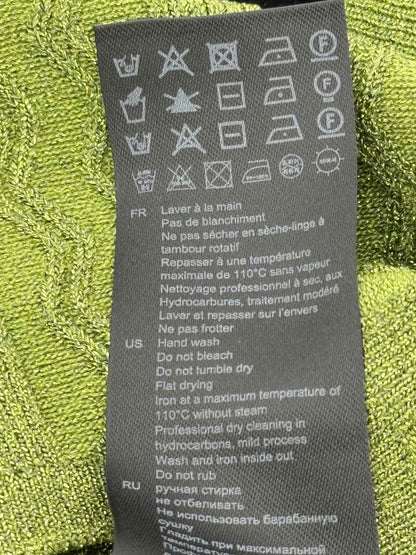 F
F
F
FR Laver à la main
Pas de blanchiment
Ne pas sécher en sèche-linge à
tambour rotatif
Repasser à une température
maximale de 110°C sans vapeur
Nettoyage professionnel à sec, aux
Hydrocarbures, traitement modéré
Laver et repasser sur l'envers
Ne pas frotter
US Hand wash
Do not bleach
Do not tumble dry
Flat drying
Iron at a maximum temperature of
110°C without steam
Professional dry cleaning in
hydrocarbons, mild process
Wash and iron inside out
Do not rub
RU ручная стирка
не отбеливать
Не использовать барабанную
сушку
Гладить при максимальной
температуре